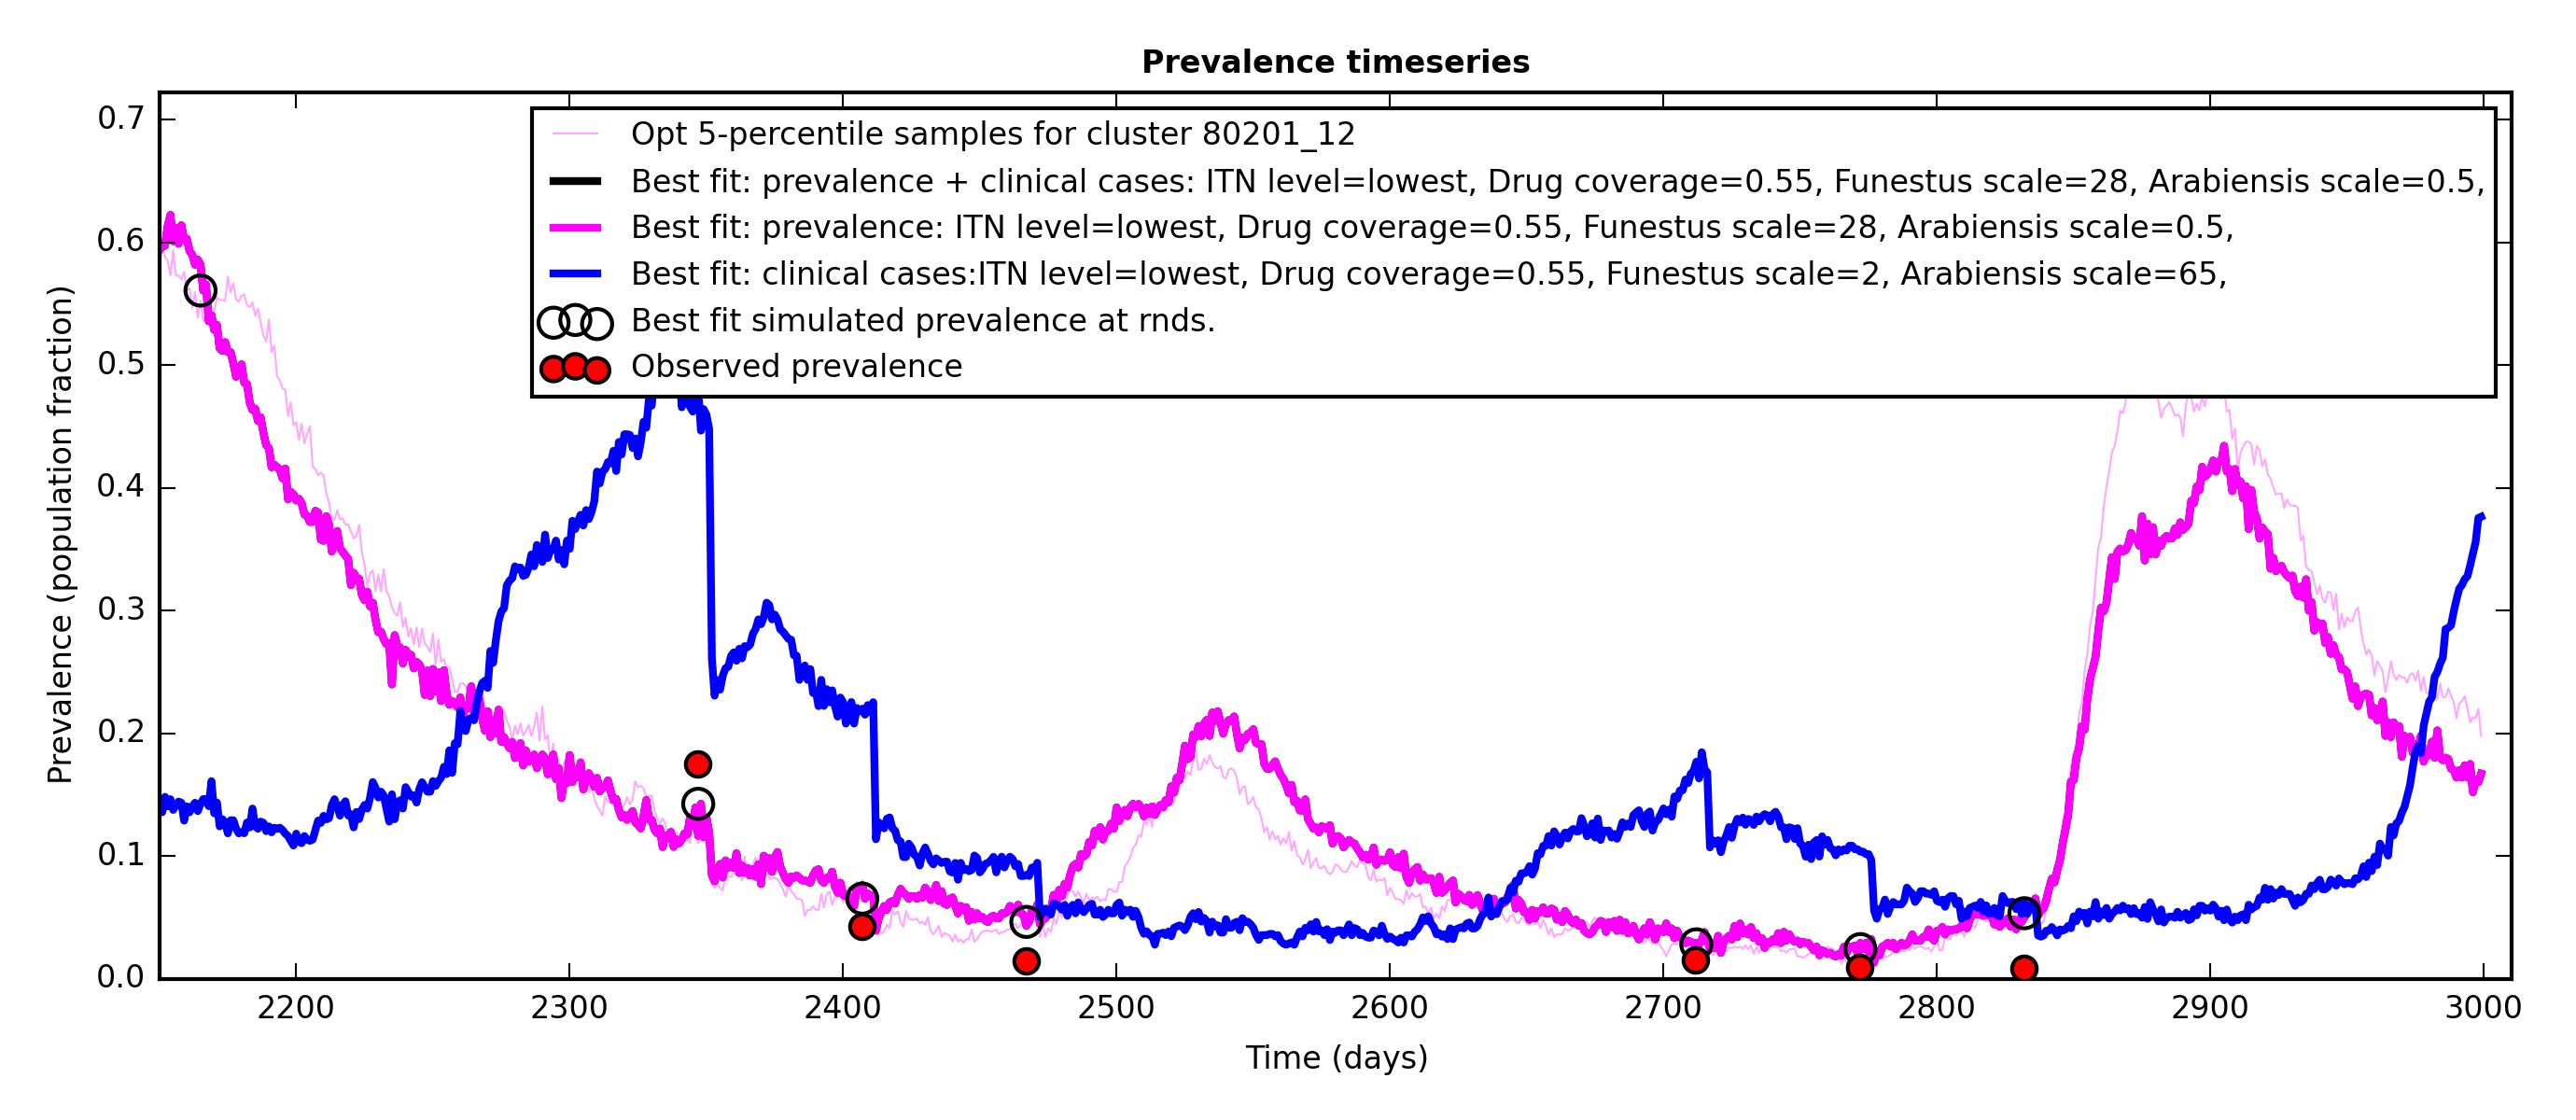 Prevalence timeseries
Opt 5-percentile samples for cluster 80201_12
Best fit: prevalence + clinical cases: ITN level=lowest, Drug coverage=0.55, Funestus scale=28, Arabiensis scale=0.5,
Best fit: prevalence: ITN level=lowest, Drug coverage=0.55, Funestus scale=28, Arabiensis scale=0.5,
Best fit: clinical cases:ITN level=lowest, Drug coverage=0.55, Funestus scale=2, Arabiensis scale=65,
Best fit simulated prevalence at rnds.
Observed prevalence
Prevalence (population fraction)
0.7
0.6
0.5
0.4
0.3
0.2
0.1
0.0
2200 2300 2400 2500 2600 2700 2800 2900 3000
Time (days)